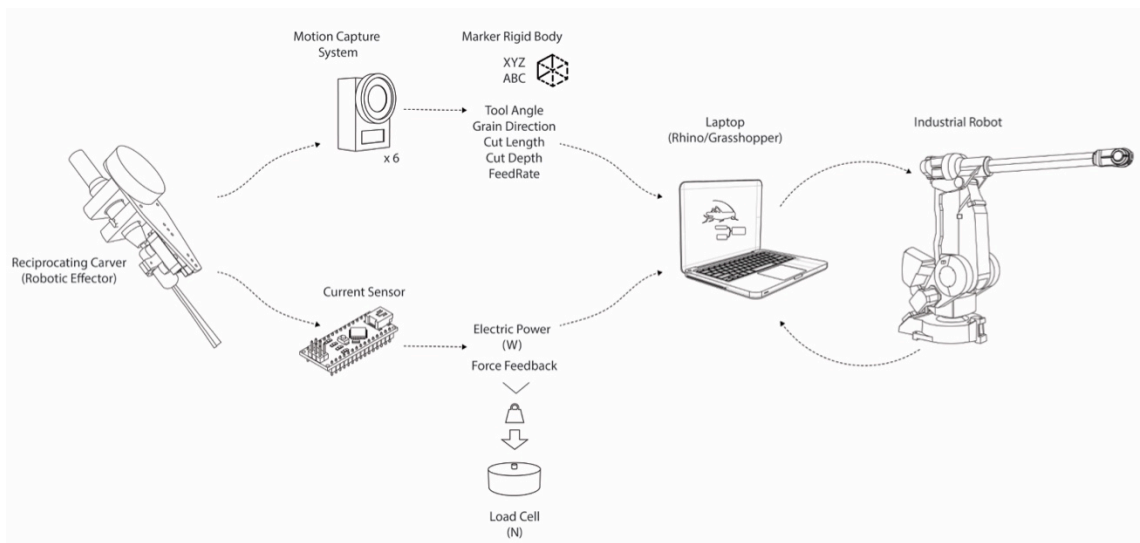 Motion Capture
System
x 6
Marker Rigid Body
XYZ
ABC
Tool Angle
Grain Direction
Cut Length
Cut Depth
FeedRate
Laptop
(Rhino/Grasshopper)
Industrial Robot
Reciprocating Carver
(Robotic Effector)
Current Sensor
Electric Power
(W)
Force Feedback
Load Cell
(N)